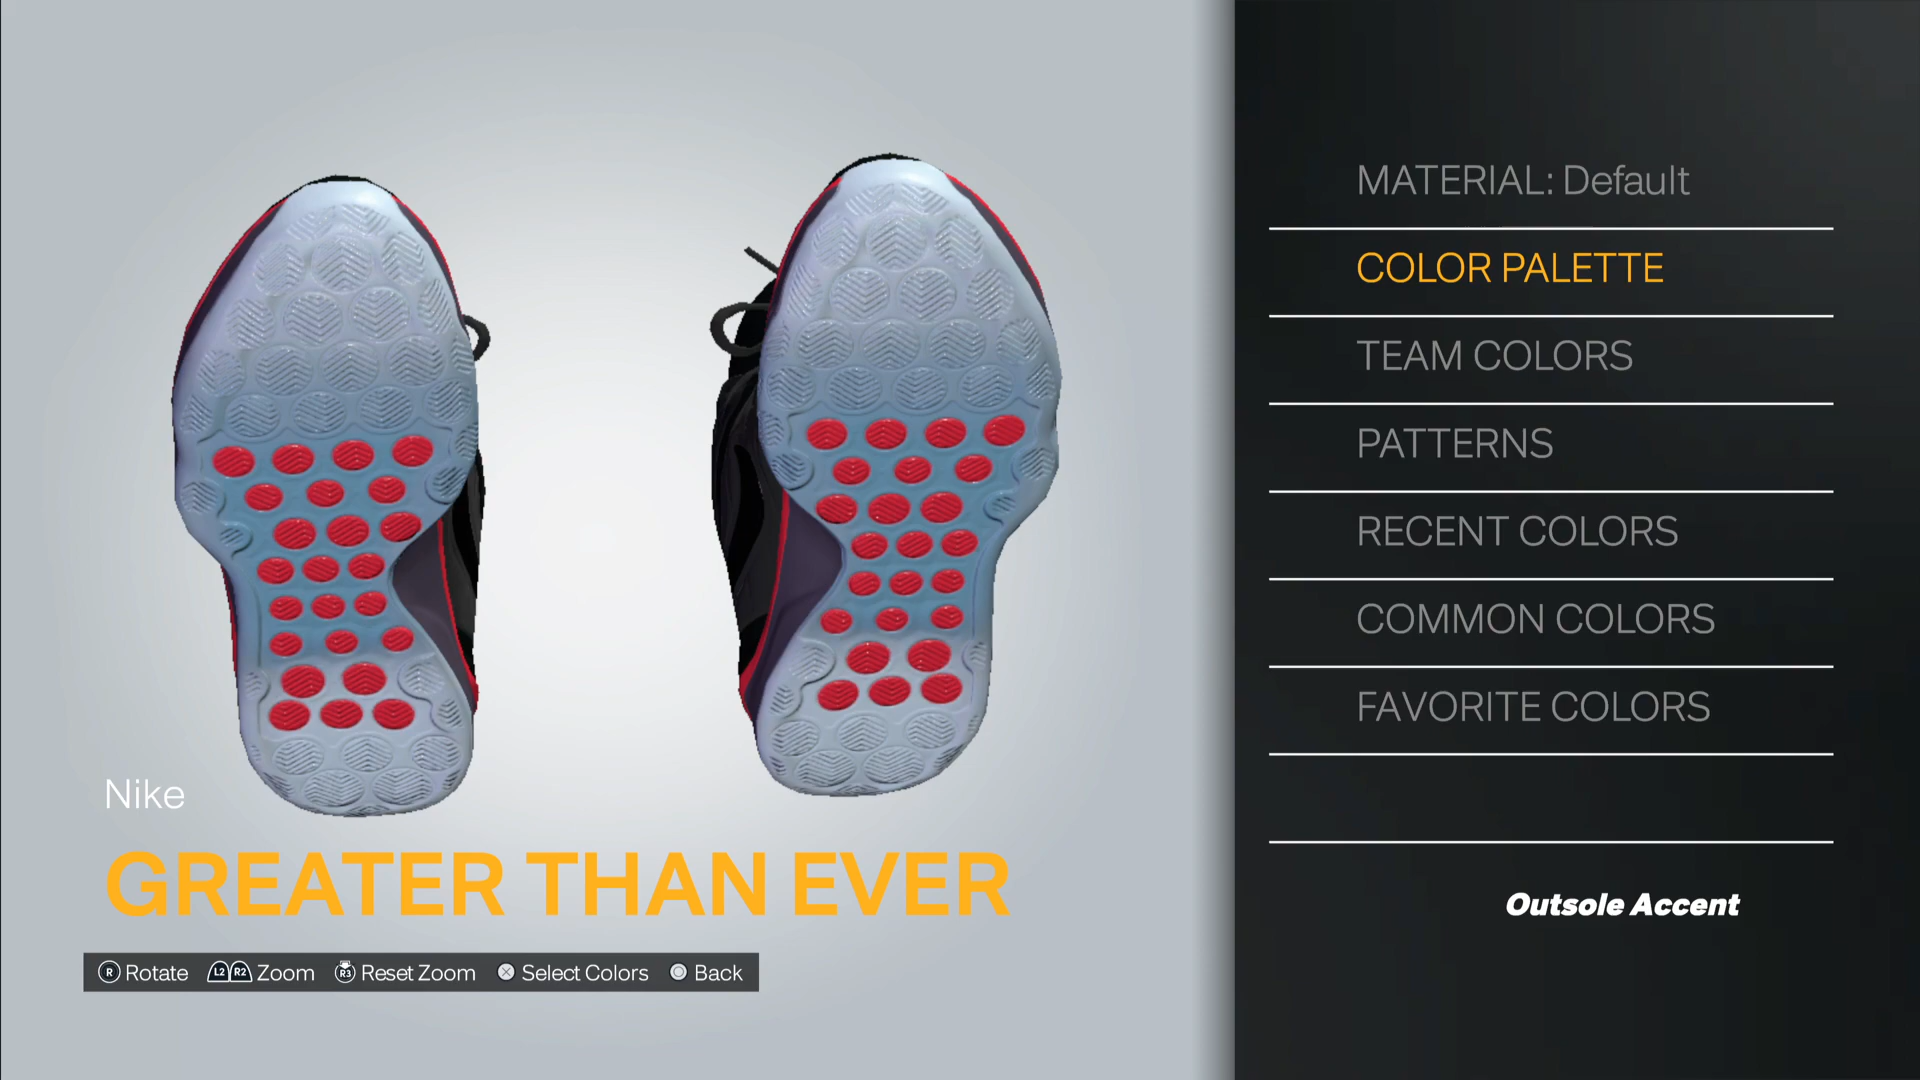 MATERIAL: Default
COLOR PALETTE
TEAM COLORS
PATTERNS
RECENT COLORS
COMMON COLORS
FAVORITE COLORS
Outsole Accent
Nike
GREATER THAN EVER
R Rotate L2 R2 Zoom R3 Reset Zoom Select Colors Back